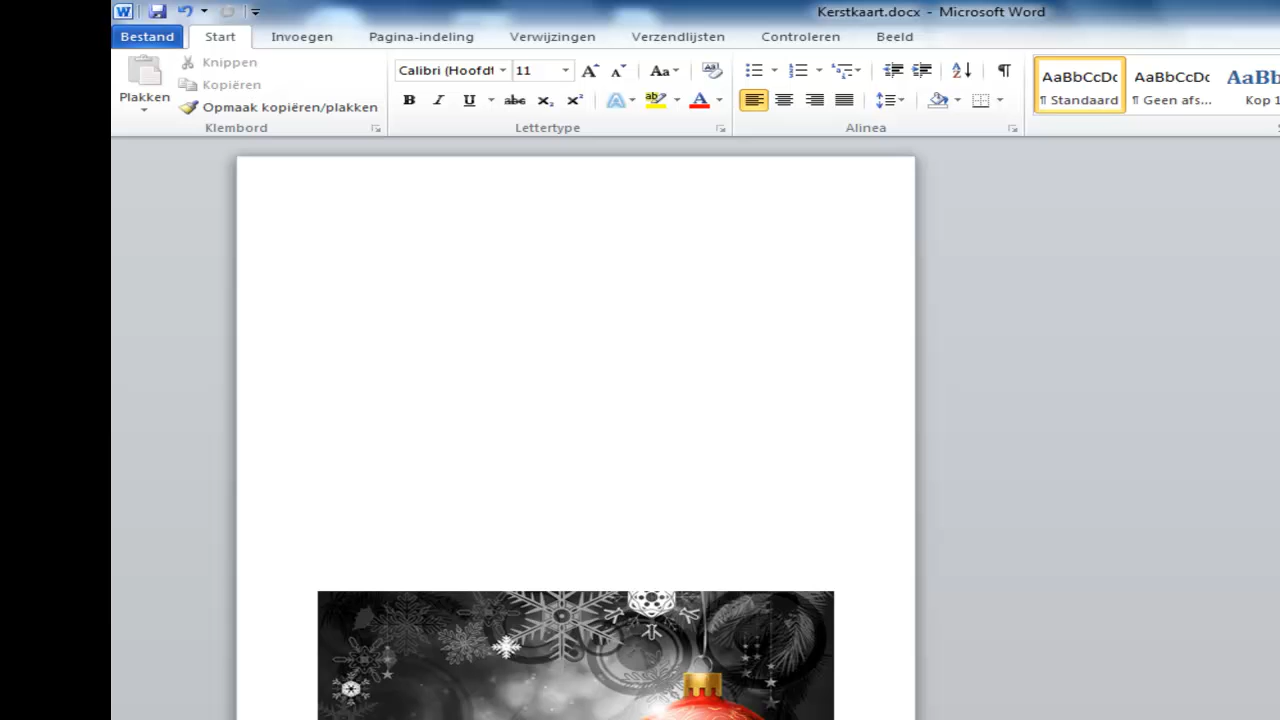 Kerstkaart.docx - Microsoft Word
Bestand Start Invoegen Pagina-indeling Verwijzingen Verzendlijsten Controleren Beeld
Plakken
Knippen
Kopiëren
Opmaak kopiëren/plakken
Klembord
Calibri (Hoofdt 11
Lettertype
Alinea
AaBbCcDc AaBbCcDc AaBb
¶ Standaard ¶ Geen afs... Kop 1